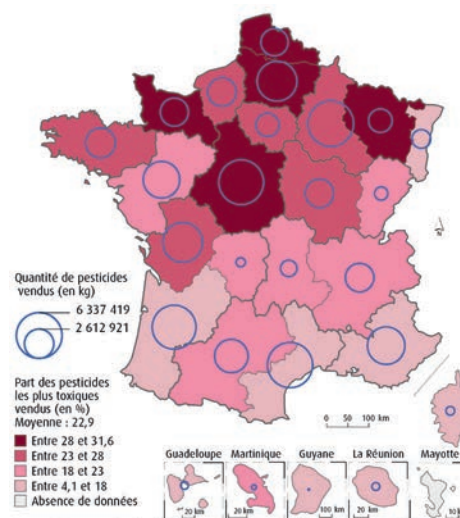 Quantité de pesticides
vendus (en kg)
6 337 419
2 612 921
Part des pesticides
les plus toxiques
vendus (en %)
Moyenne : 22,9
Entre 28 et 31,6
Entre 23 et 28
Entre 18 et 23
Entre 4,1 et 18
Absence de données
0 50 100 km
Guadeloupe
20 km
Martinique
20 km
Guyane
100 km
La Réunion
20 km
Mayotte
10 km